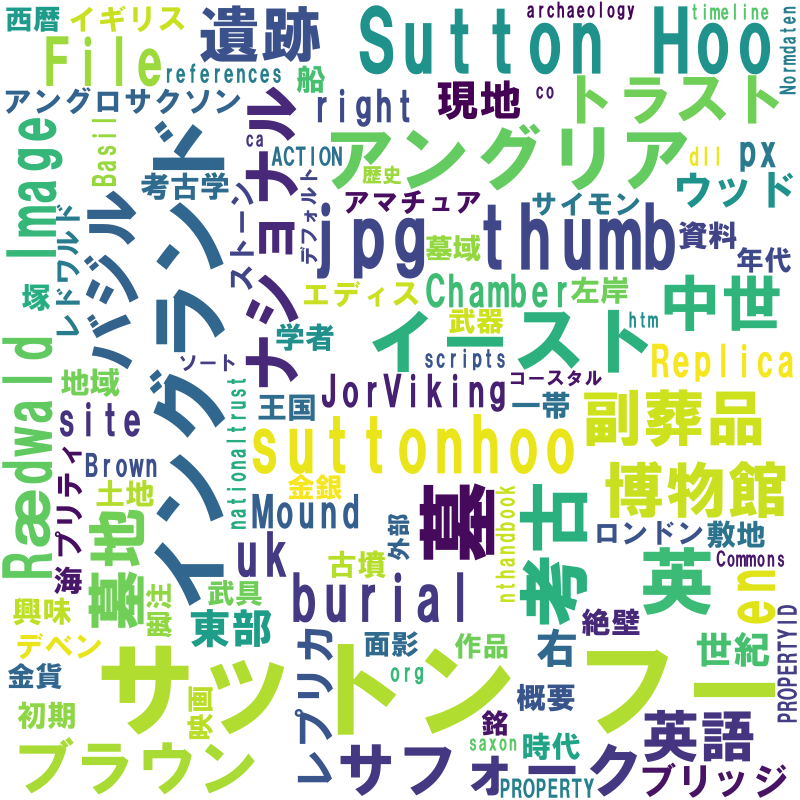 西暦
イギリス
遺跡
Sutton Hoo
archaeology
timeline
Normdaten
File
references
船
アングロサクソン
right
現地
co
トラスト
Image
Basil
考古学
イングランド
ca
ナショナル
ACTION
歴史
アングリア
dll
px
ウッド
デフォルト
アマチュア
サイモン
ストーン
レドワルド
バジル
jpg
thumb
墓域
資料
年代
塚
エディス
Chamber
左岸
中世
学者
武器
イースト
htm
Rædwald
ソート
scripts
Replica
地域
王国
JorViking
コースタル
一帯
site
nationaltrust
suttonhoo
副葬品
Brown
プリティ
土地
金銀
博物館
Mound
墓
nthandbook
考古
墓地
外部
ロンドン
敷地
海
uk
古墳
Commons
英
en
興味
脚注
武具
burial
東部
絶壁
PROPERTYID
デベン
面影
作品
右
世紀
金貨
サットン・フー
レプリカ
org
概要
初期
映画
銘
英語
saxon
時代
ブラウン
サフォーク
PROPERTY
ブリッジ